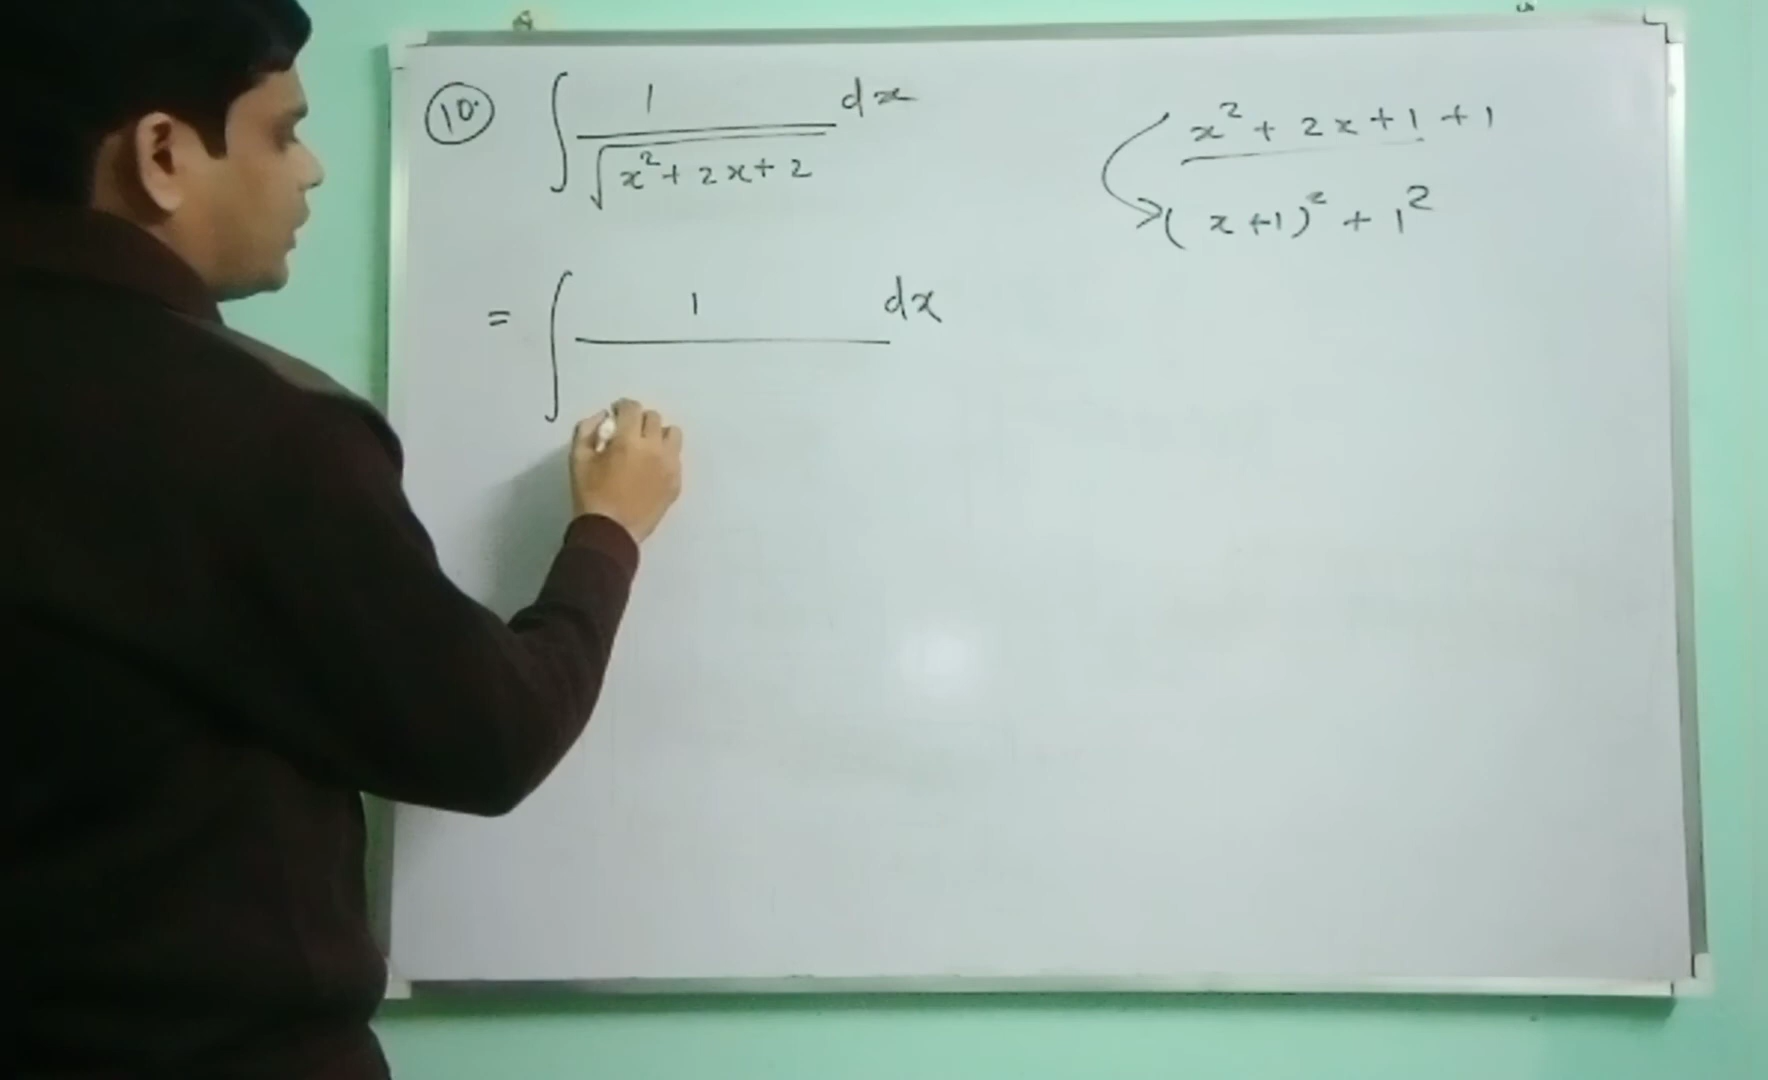 10. ∫ 1/√(x² + 2x + 2) dx
x² + 2x + 1 + 1
(x + 1)² + 1²
= ∫ 1/ dx